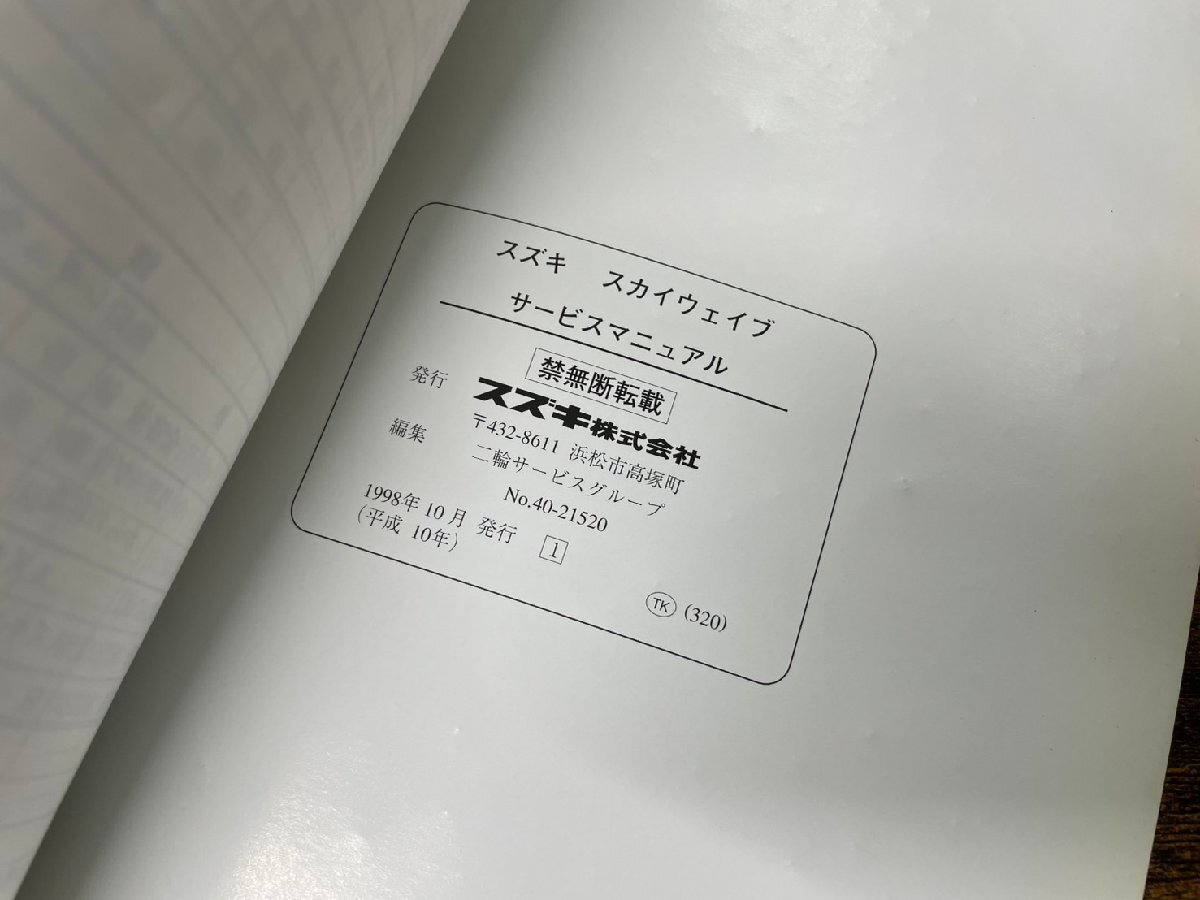 スズキ　スカイウェイブ
サービスマニュアル
禁無断転載
発行　スズキ株式会社
〒432-8611 浜松市高塚町
編集　二輪サービスグループ
No.40-21520
1998年 10月 発行 1
(平成 10年)
TK (320)